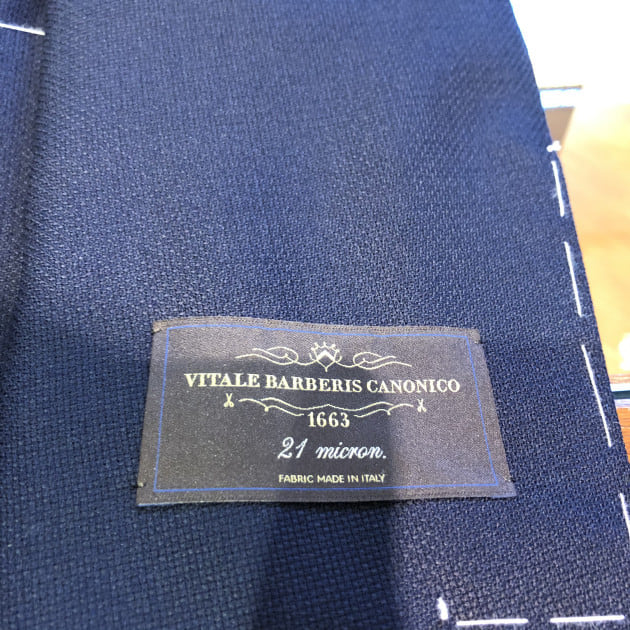 VITALE BARBERIS CANONICO
1663
21 micron.
FABRIC MADE IN ITALY